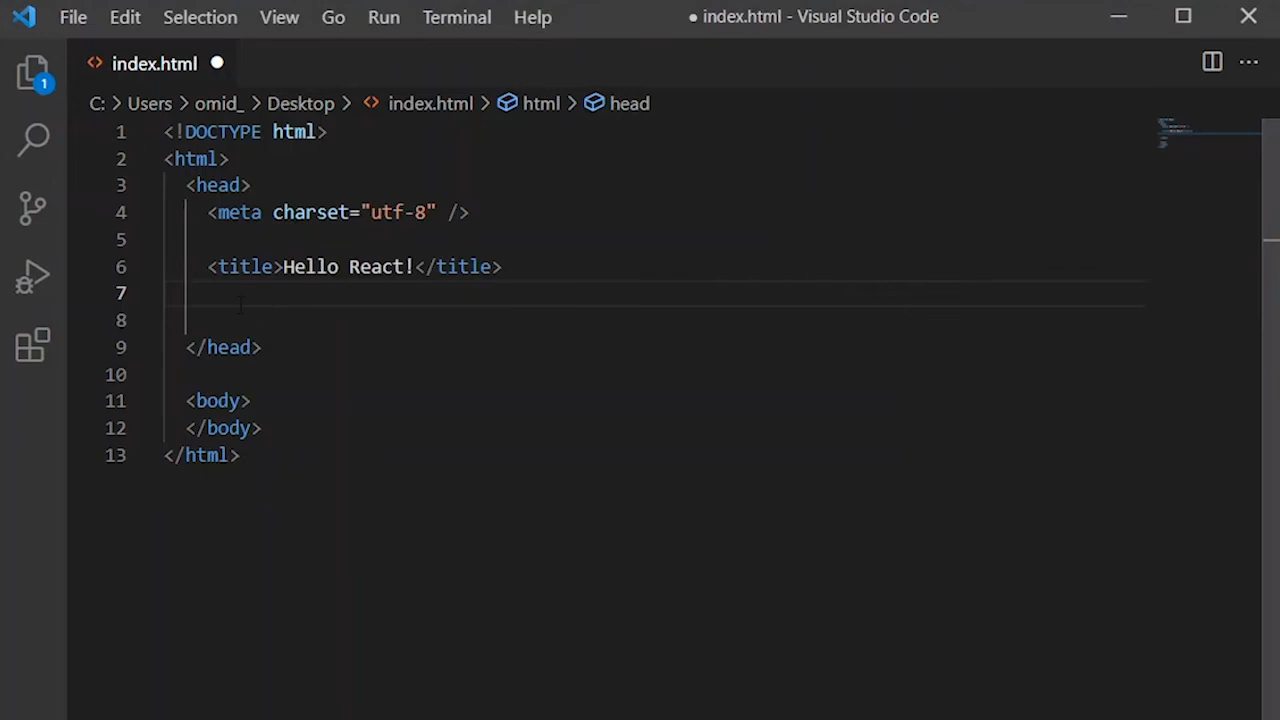 File Edit Selection View Go Run Terminal Help ● index.html - Visual Studio Code
index.html
1
C: > Users > omid_ > Desktop > index.html > html > head
1 <!DOCTYPE html>
2 <html>
3 <head>
4 <meta charset="utf-8" />
5
6 <title>Hello React!</title>
7
8
9 </head>
10
11 <body>
12 </body>
13 </html>